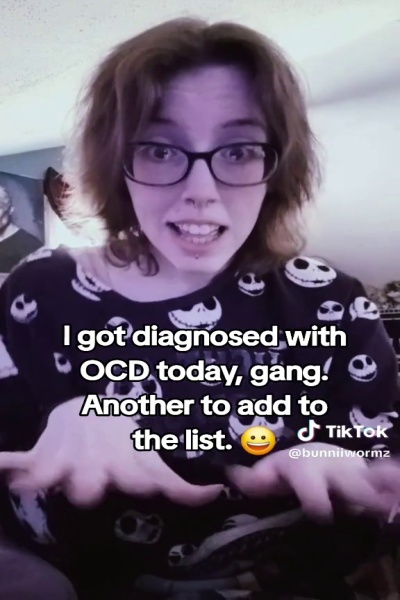 I got diagnosed with
OCD today, gang.
Another to add to
the list. 😀
TikTok
@bunniiwormz